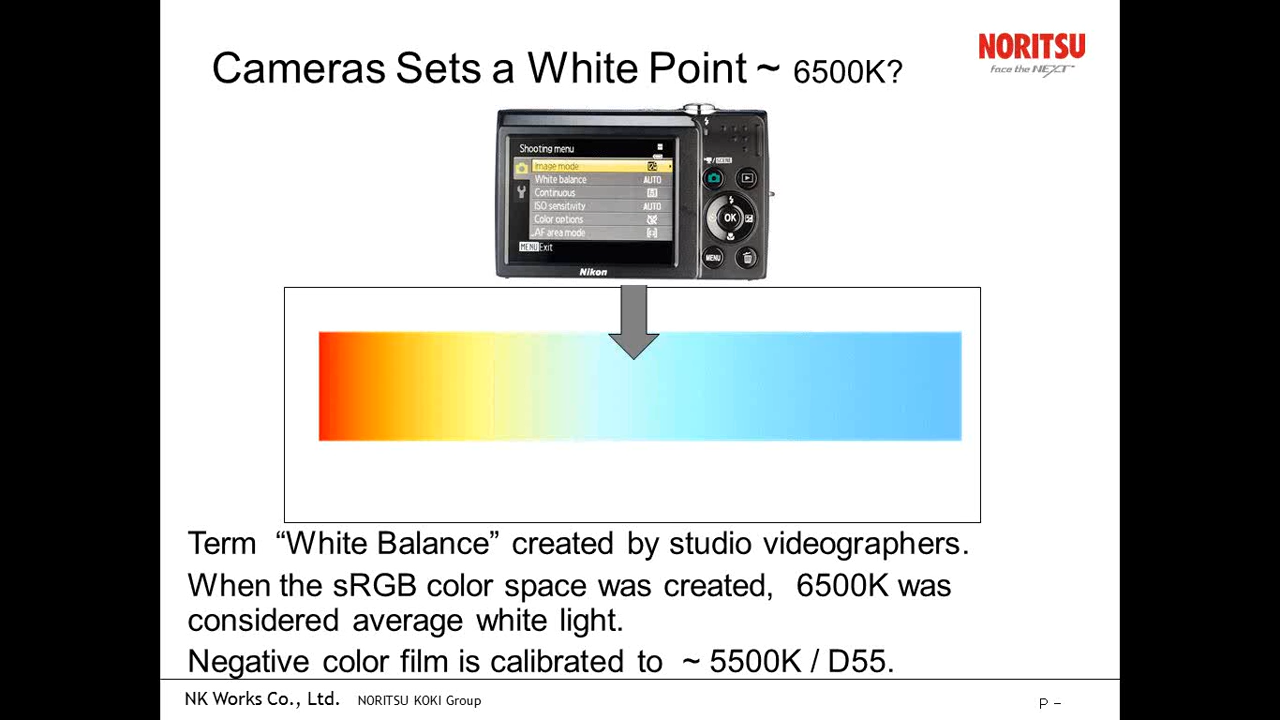 Cameras Sets a White Point ~ 6500K?
NORITSU
face the NEXT
Shooting menu
Image mode
White balance AUTO
Continuous
ISO sensitivity AUTO
Color options
AF area mode
MENU Exit
OK
MENU
Nikon
Term “White Balance” created by studio videographers.
When the sRGB color space was created, 6500K was
considered average white light.
Negative color film is calibrated to ~ 5500K / D55.
NK Works Co., Ltd. NORITSU KOKI Group
P –